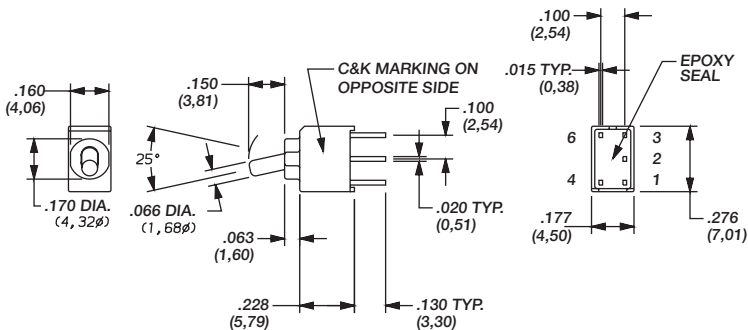 .160
(4,06)
.170 DIA.
(4,32ø)
25°
.150
(3,81)
.066 DIA.
(1,68ø)
.063
(1,60)
.228
(5,79)
C&K MARKING ON
OPPOSITE SIDE
.100
(2,54)
.020 TYP.
(0,51)
.130 TYP.
(3,30)
.100
(2,54)
.015 TYP.
(0,38)
EPOXY
SEAL
6 3
2
4 1
.177
(4,50)
.276
(7,01)